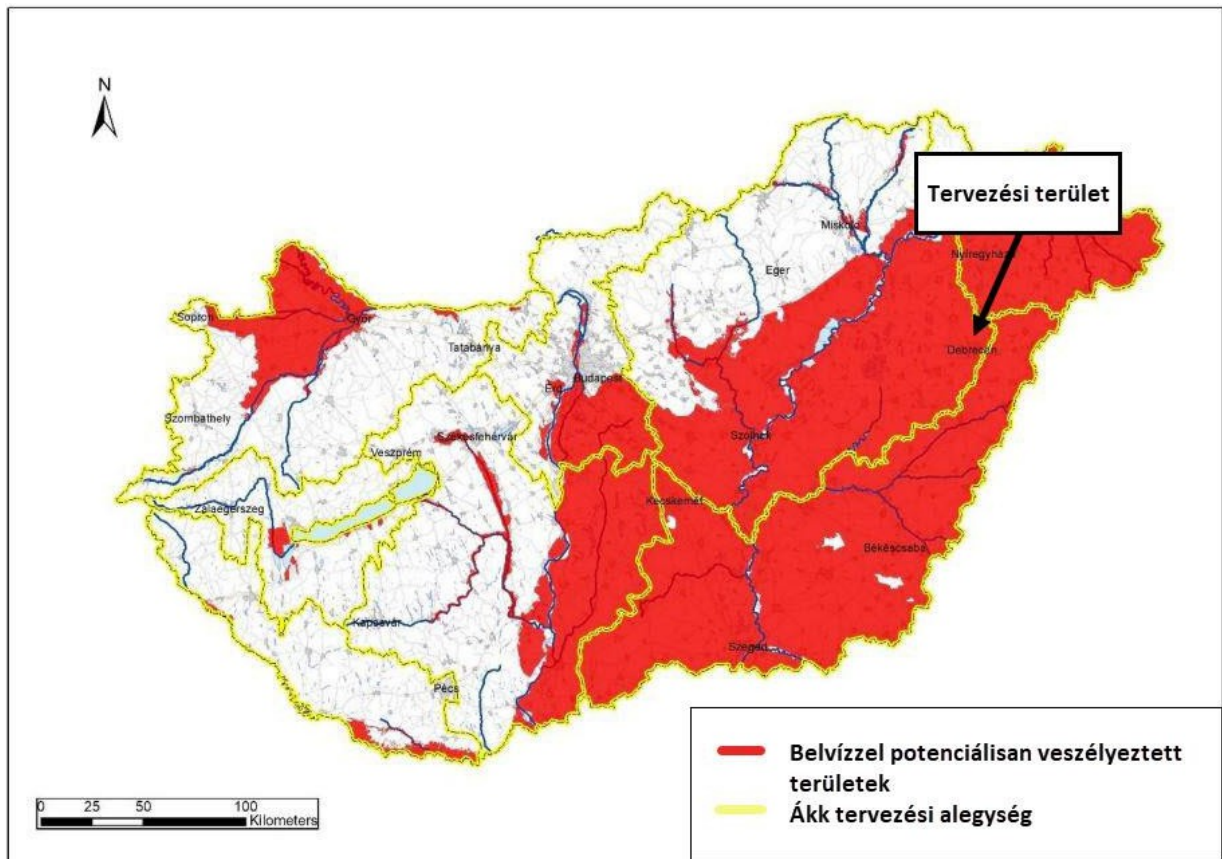 N
Tervezési terület
Miskolc
Nyíregyháza
Eger
Sopron
Győr
Tatabánya
Debrecen
Budapest
Érd
Szombathely
Székesfehérvár
Veszprém
Szolnok
Kecskemét
Zalaegerszeg
Békéscsaba
Kaposvár
Szeged
Pécs
Belvízzel potenciálisan veszélyeztett
területek
Ákk tervezési alegység
0 25 50 100
Kilometers